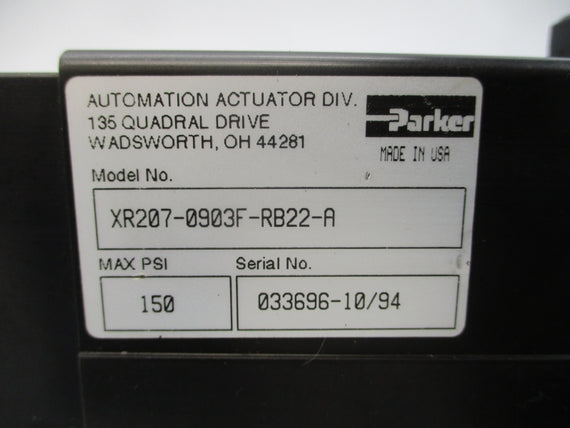 AUTOMATION ACTUATOR DIV.
135 QUADRAL DRIVE
WADSWORTH, OH 44281
Parker
MADE IN USA
Model No.
XR207-0903F-RB22-A
MAX PSI
Serial No.
150
033696-10/94